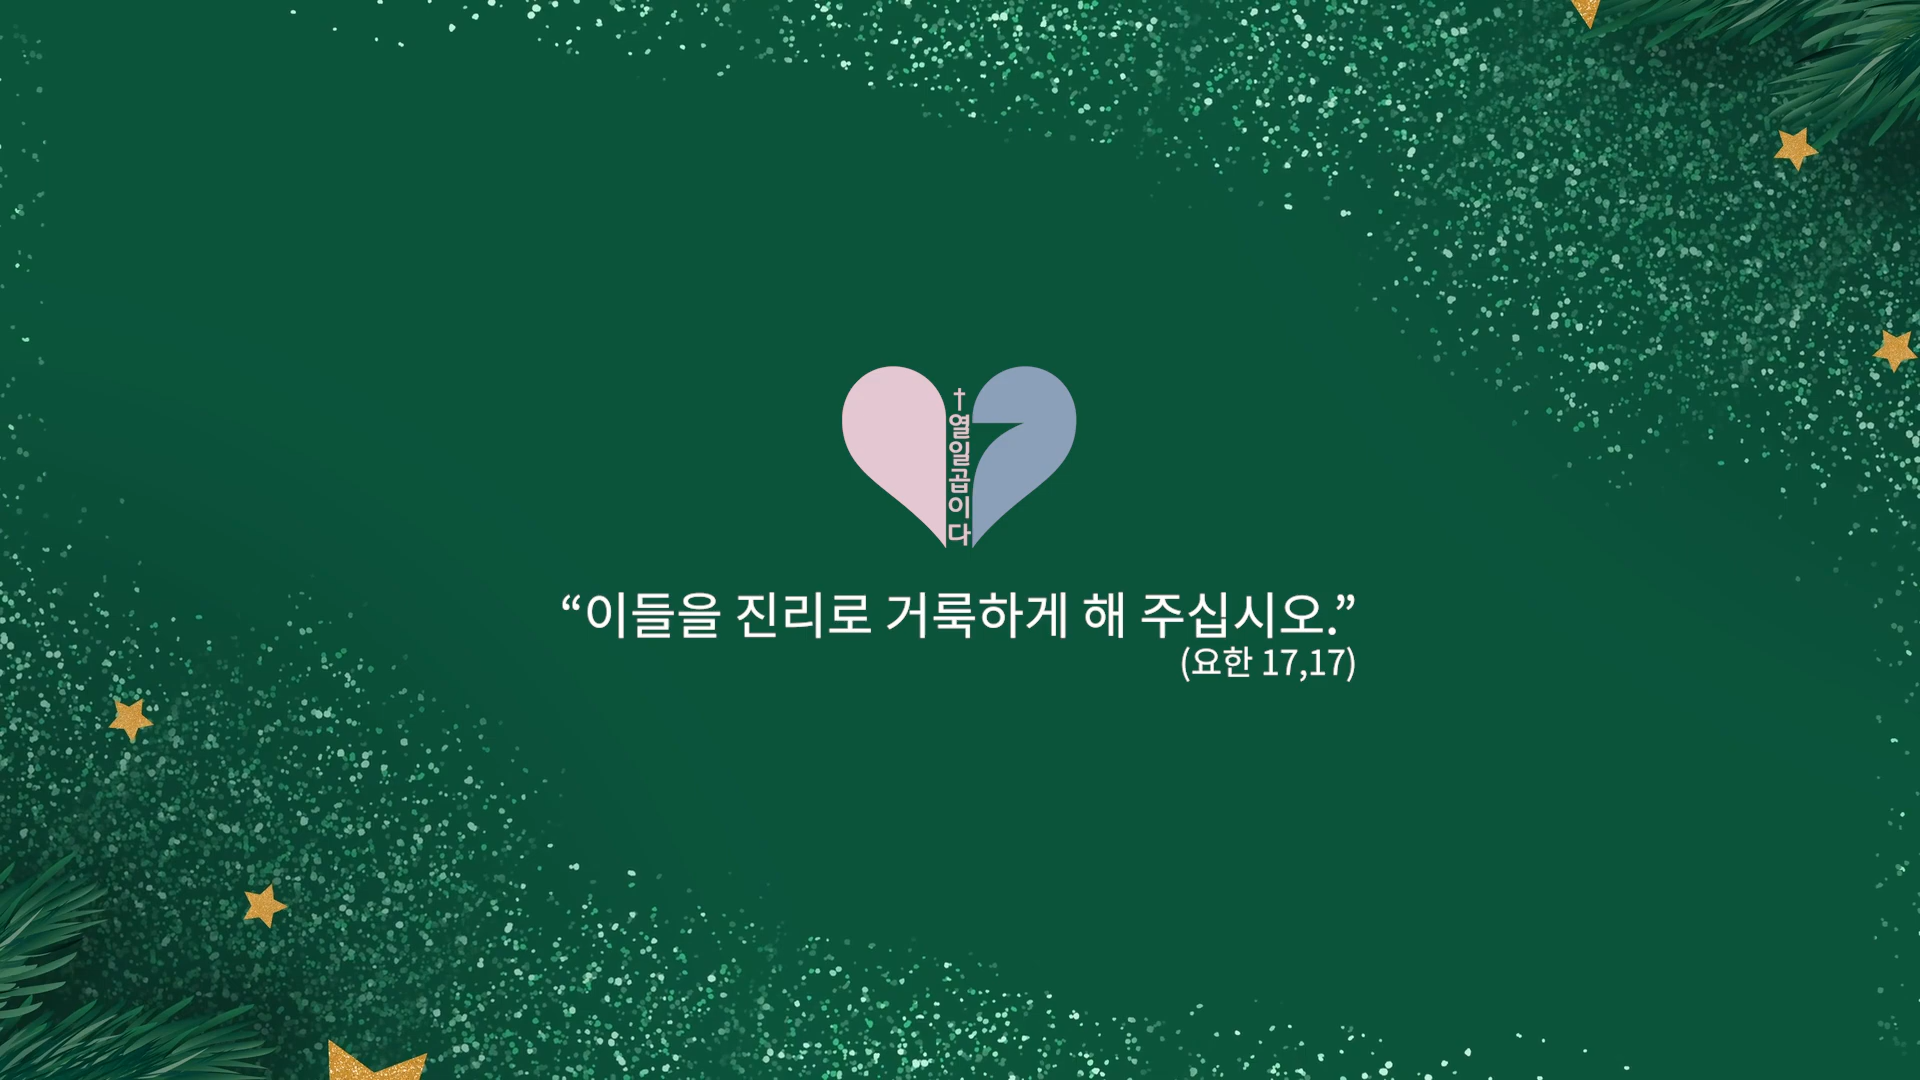 †열일곱이다
“이들을 진리로 거룩하게 해 주십시오.”
(요한 17,17)